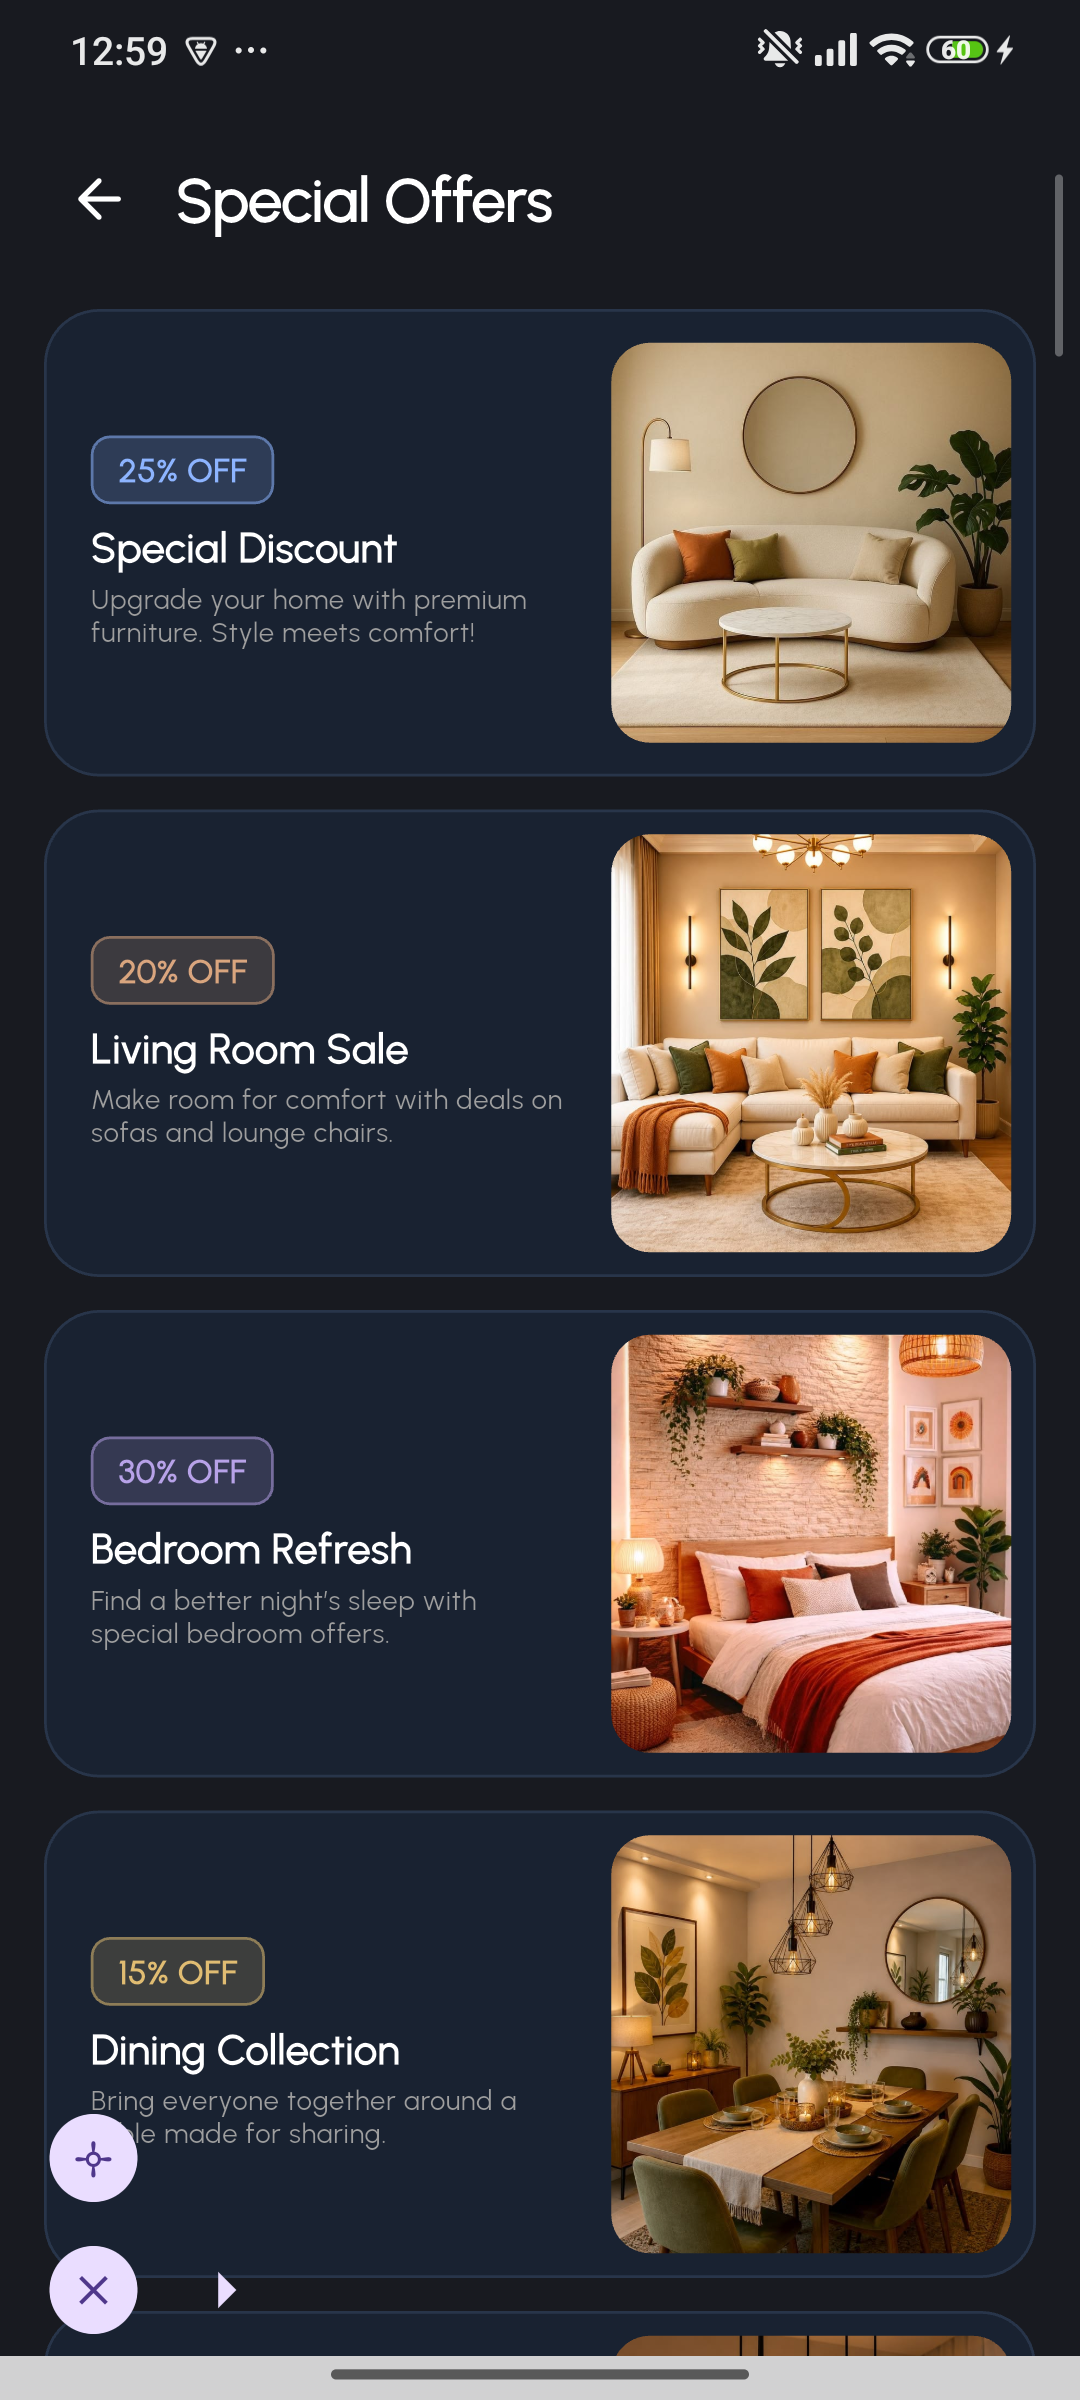 12:59
60
Special Offers
25% OFF
Special Discount
Upgrade your home with premium
furniture. Style meets comfort!
20% OFF
Living Room Sale
Make room for comfort with deals on
sofas and lounge chairs.
30% OFF
Bedroom Refresh
Find a better night's sleep with
special bedroom offers.
15% OFF
Dining Collection
Bring everyone together around a
made for sharing.